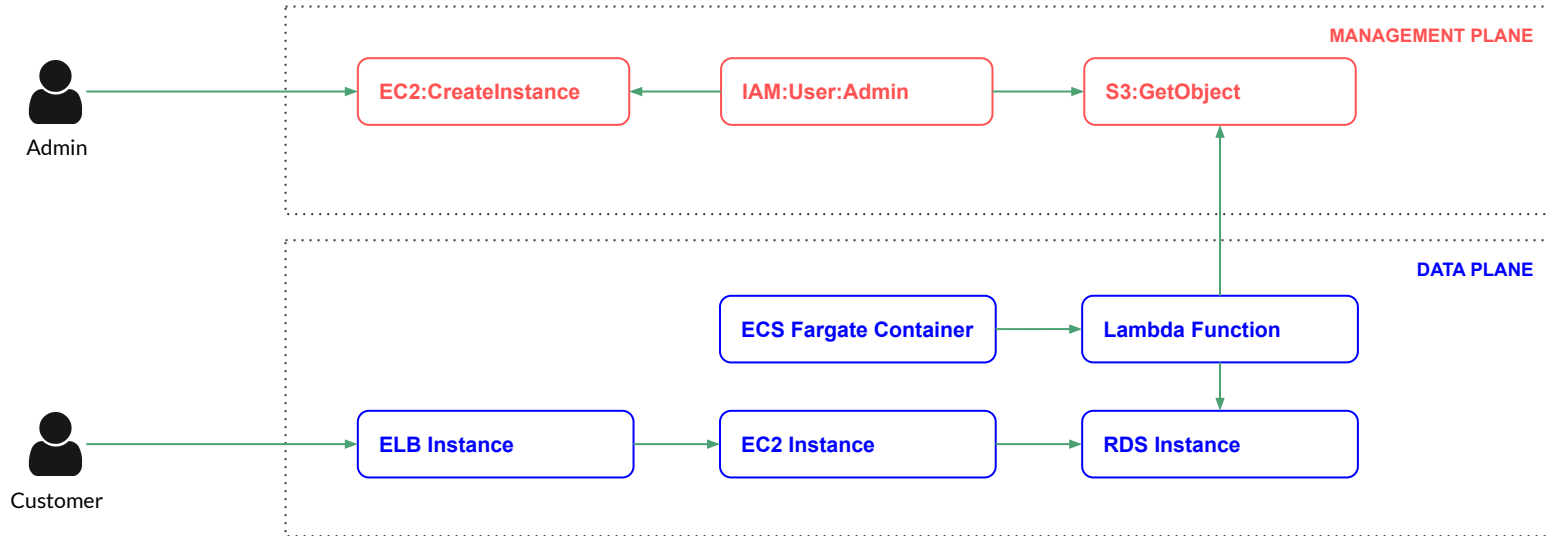 MANAGEMENT PLANE
EC2:CreateInstance
IAM:User:Admin
S3:GetObject
Admin
DATA PLANE
ECS Fargate Container
Lambda Function
ELB Instance
EC2 Instance
RDS Instance
Customer